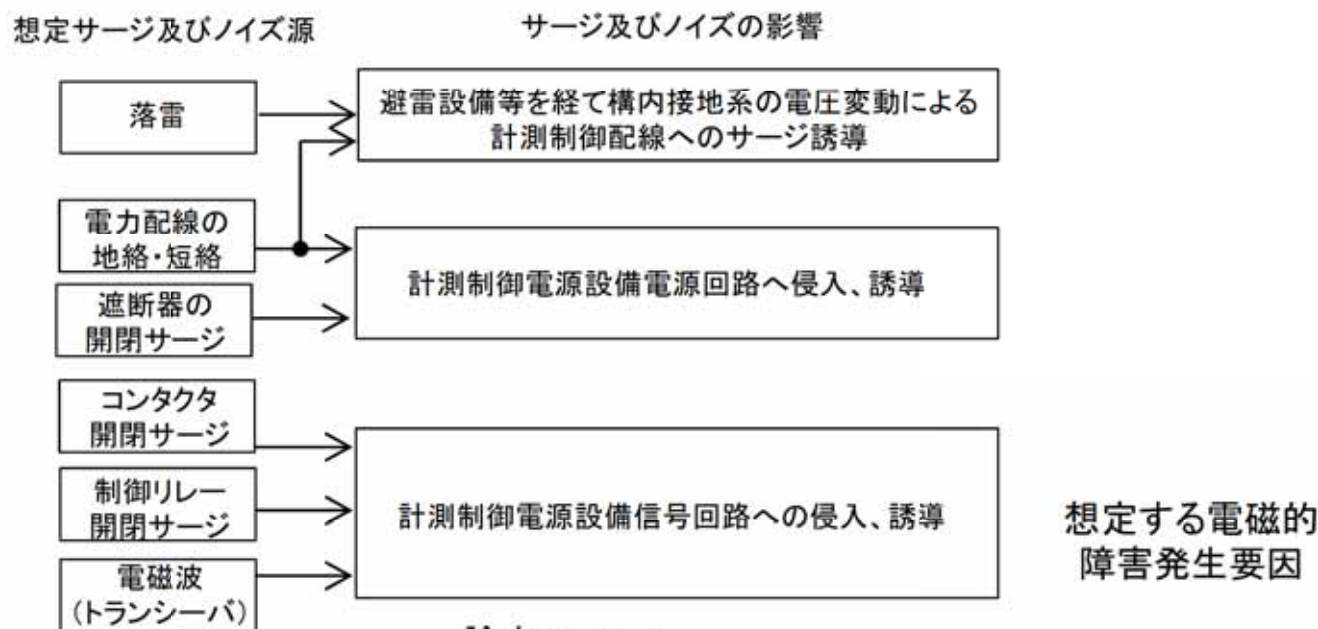 想定サージ及びノイズ源
サージ及びノイズの影響
落雷
避雷設備等を経て構内接地系の電圧変動による
計測制御配線へのサージ誘導
電力配線の
地絡・短絡
計測制御電源設備電源回路へ侵入、誘導
遮断器の
開閉サージ
コンタクタ
開閉サージ
計測制御電源設備信号回路への侵入、誘導
制御リレー
開閉サージ
電磁波
(トランシーバ)
想定する電磁的
障害発生要因